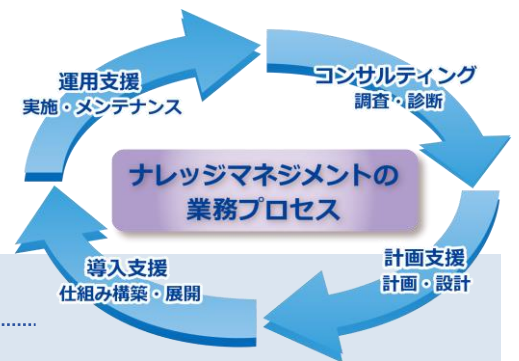 運用支援
実施・メンテナンス
コンサルティング
調査・診断
ナレッジマネジメントの
業務プロセス
計画支援
計画・設計
導入支援
仕組み構築・展開